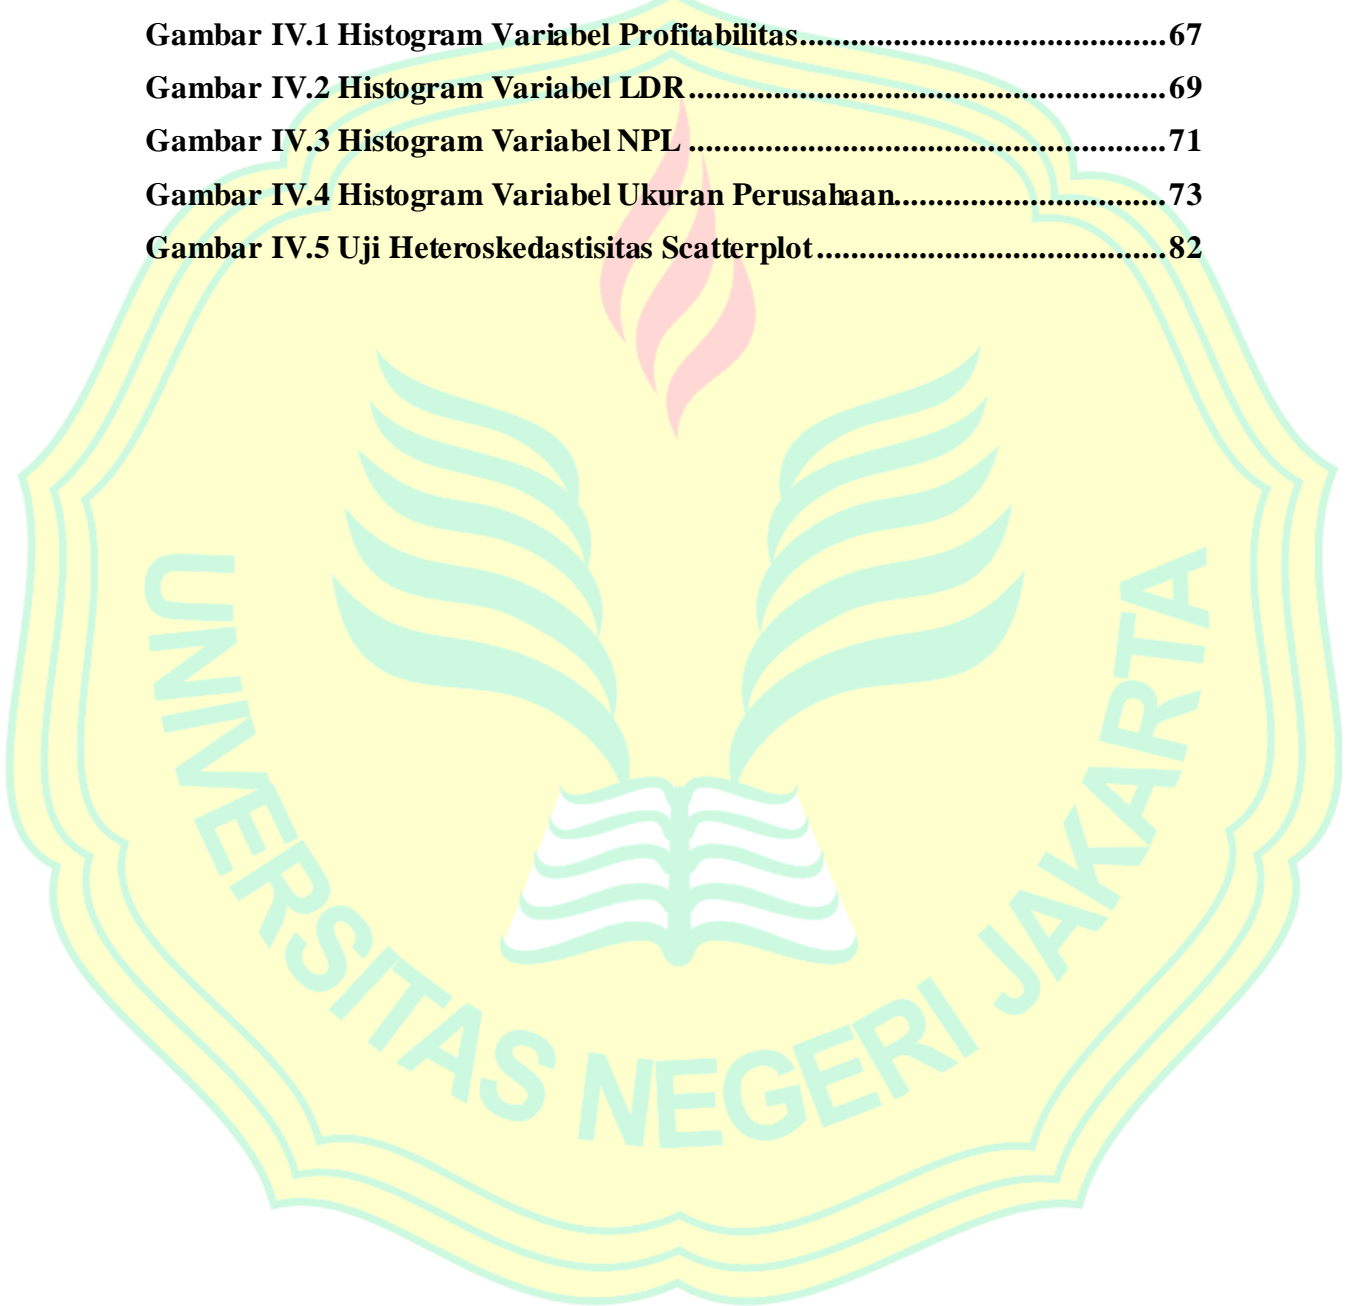 Gambar IV.1 Histogram Variabel Profitabilitas...........................................67
Gambar IV.2 Histogram Variabel LDR........................................................69
Gambar IV.3 Histogram Variabel NPL ........................................................71
Gambar IV.4 Histogram Variabel Ukuran Perusahaan................................73
Gambar IV.5 Uji Heteroskedastisitas Scatterplot.........................................82
UNIVERSITAS NEGERI JAKARTA